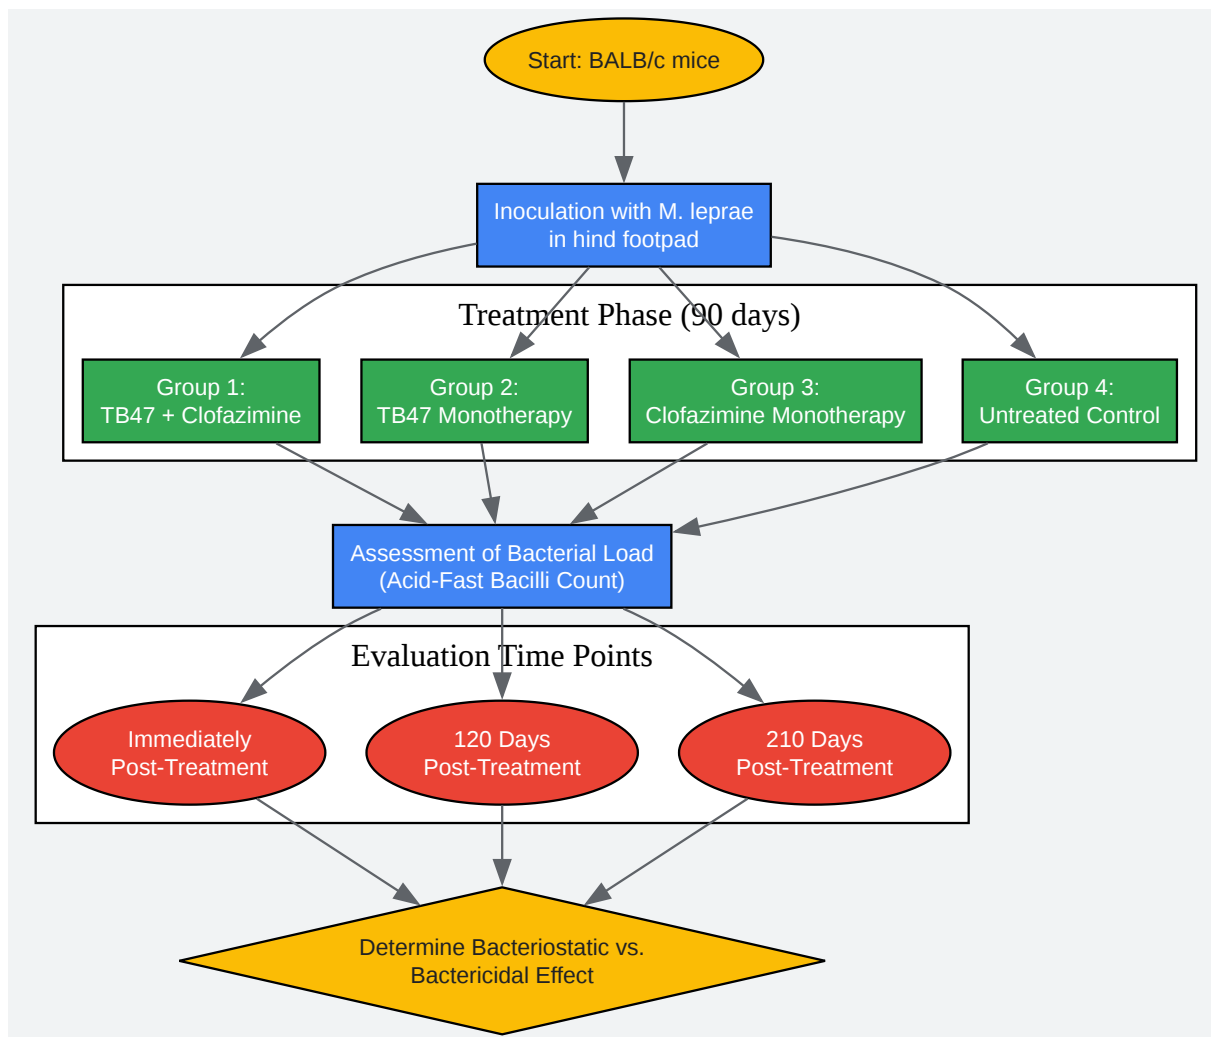 Start: BALB/c mice
Inoculation with M. leprae
in hind footpad
Treatment Phase (90 days)
Group 1:
TB47 + Clofazimine
Group 2:
TB47 Monotherapy
Group 3:
Clofazimine Monotherapy
Group 4:
Untreated Control
Assessment of Bacterial Load
(Acid-Fast Bacilli Count)
Evaluation Time Points
Immediately
Post-Treatment
120 Days
Post-Treatment
210 Days
Post-Treatment
Determine Bacteriostatic vs.
Bactericidal Effect